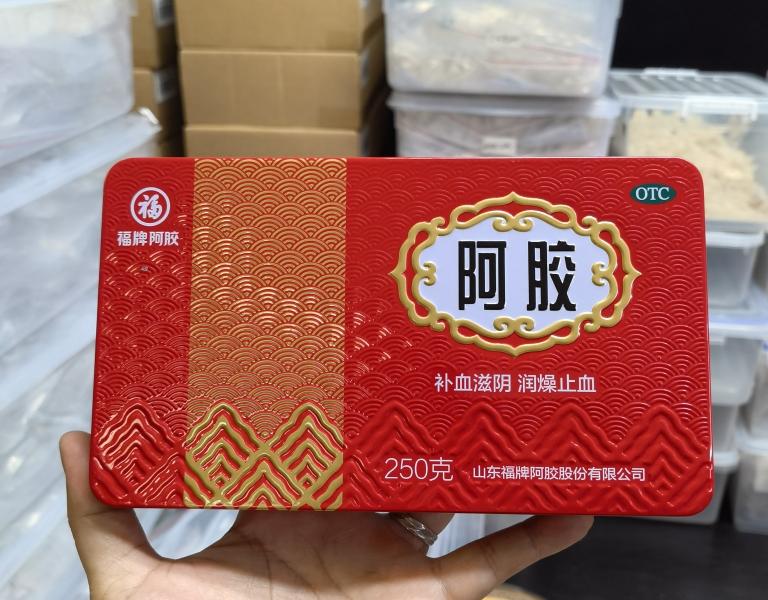 福
福牌阿胶
OTC
阿胶
补血滋阴 润燥止血
250克 山东福牌阿胶股份有限公司